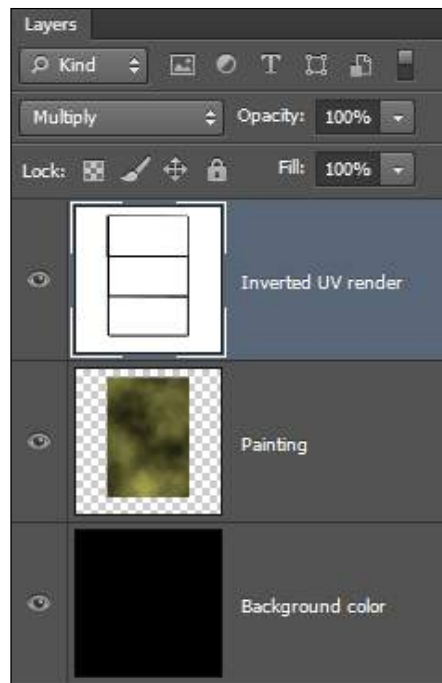 Layers
Kind
Multiply Opacity: 100%
Lock: Fill: 100%
Inverted UV render
Painting
Background color